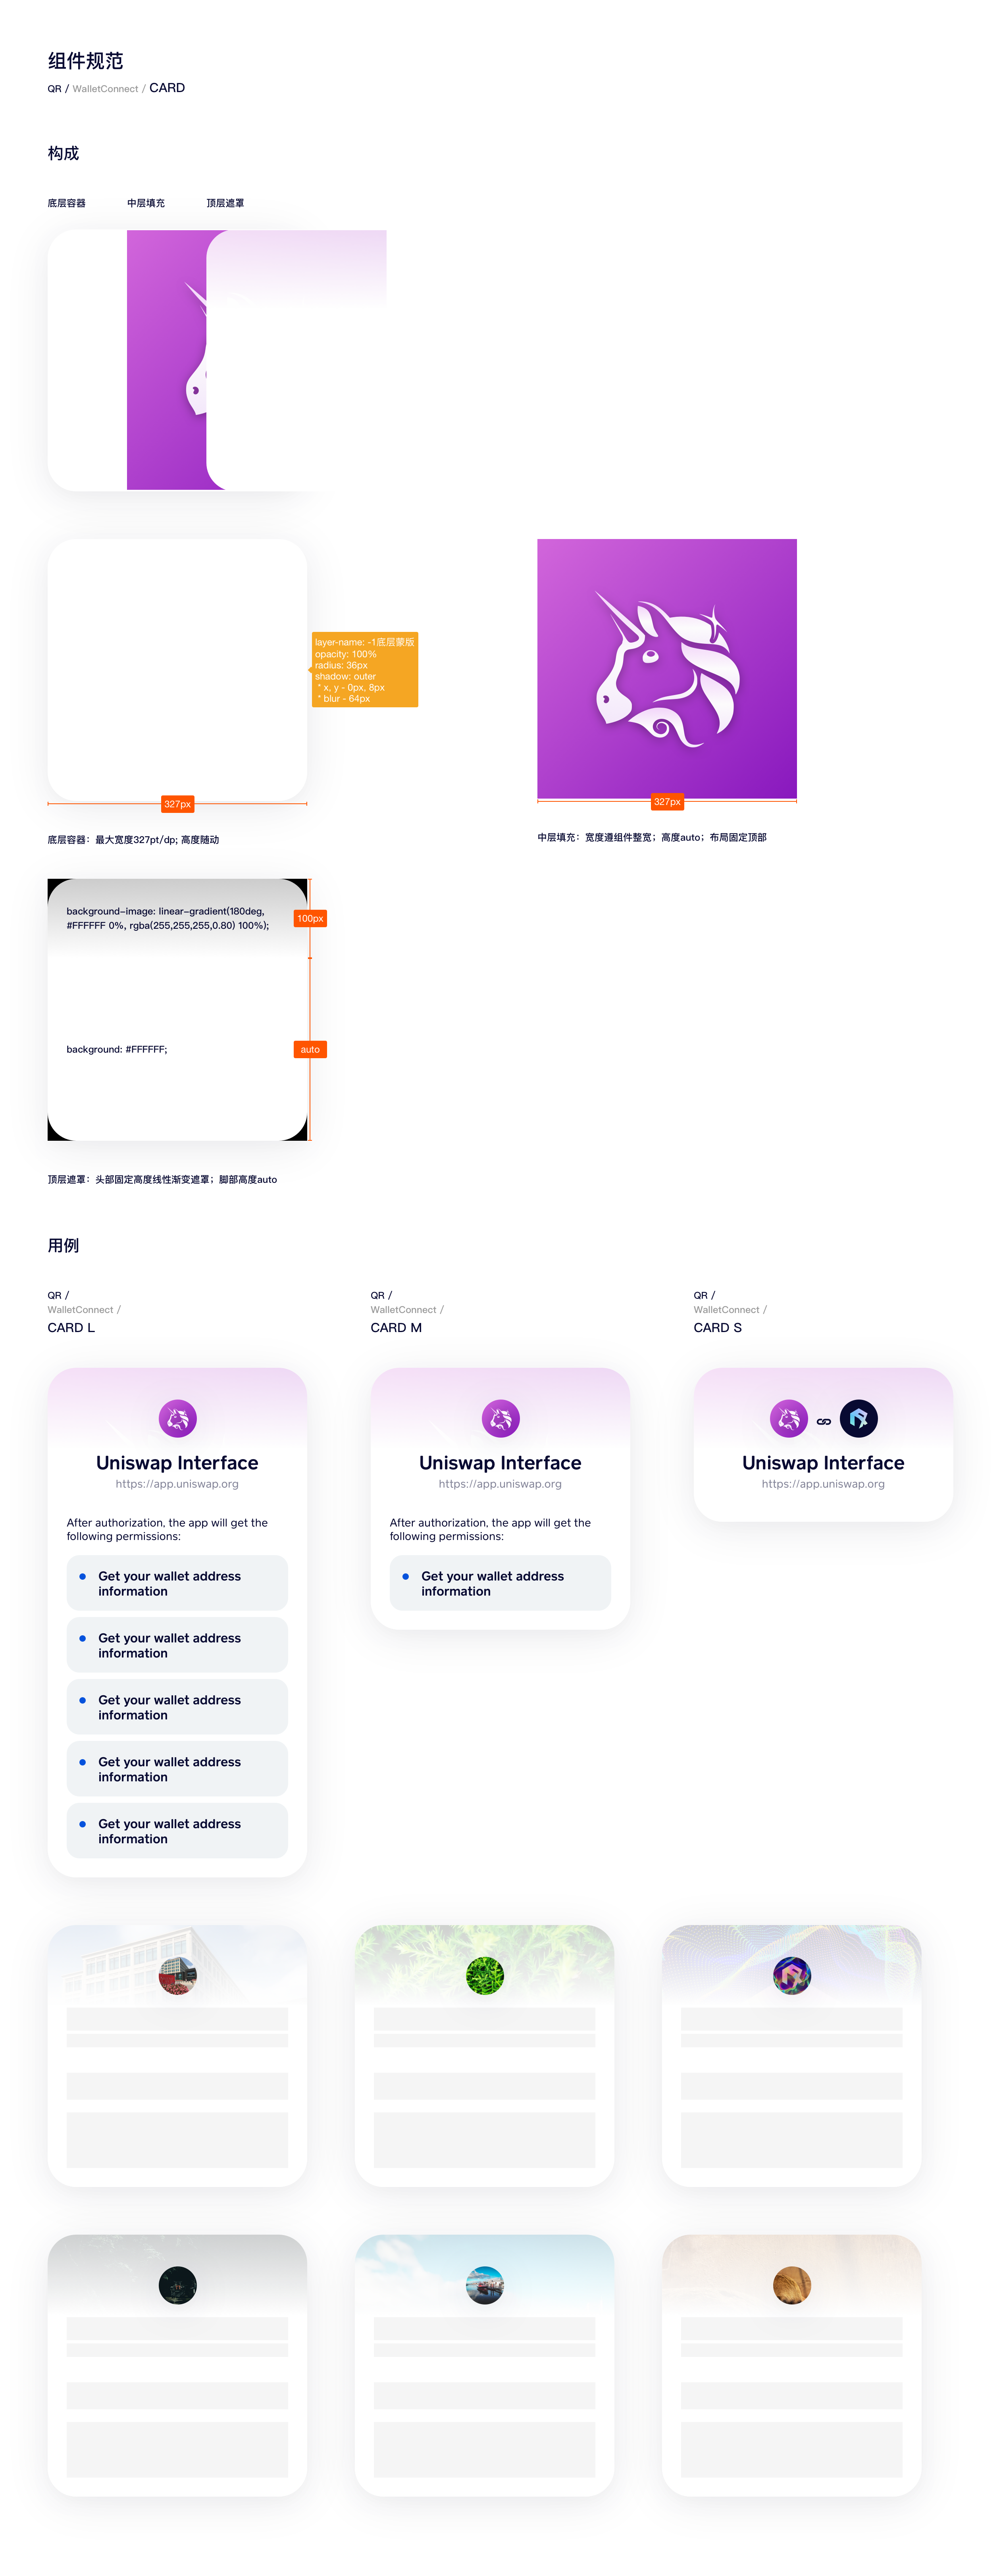 组件规范
QR / WalletConnect / CARD
构成
底层容器
中层填充
顶层遮罩
layer-name: -1底层蒙版
opacity: 100%
radius: 36px
shadow: outer
* x, y - 0px, 8px
* blur - 64px
327px
327px
底层容器：最大宽度327pt/dp; 高度随动
中层填充：宽度遵组件整宽；高度auto；布局固定顶部
background-image: linear-gradient(180deg,
#FFFFFF 0%, rgba(255,255,255,0.80) 100%);
100px
background: #FFFFFF;
auto
顶层遮罩：头部固定高度线性渐变遮罩；脚部高度auto
用例
QR /
WalletConnect /
CARD L
QR /
WalletConnect /
CARD M
QR /
WalletConnect /
CARD S
Uniswap Interface
https://app.uniswap.org
After authorization, the app will get the
following permissions:
Get your wallet address
information
Get your wallet address
information
Get your wallet address
information
Get your wallet address
information
Get your wallet address
information
Uniswap Interface
https://app.uniswap.org
After authorization, the app will get the
following permissions:
Get your wallet address
information
Uniswap Interface
https://app.uniswap.org